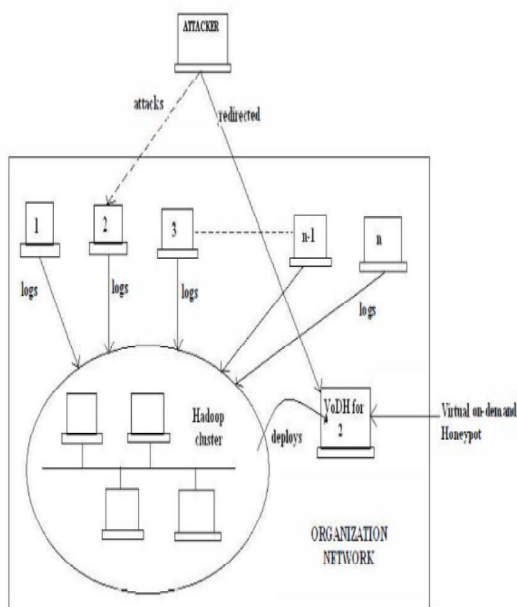 ATTACKER
attacks
redirected
1
2
3
n-1
n
logs
logs
logs
logs
Hadoop
cluster
deploys
VoDH for
2
Virtual on-demand
Honeypot
ORGANIZATION
NETWORK